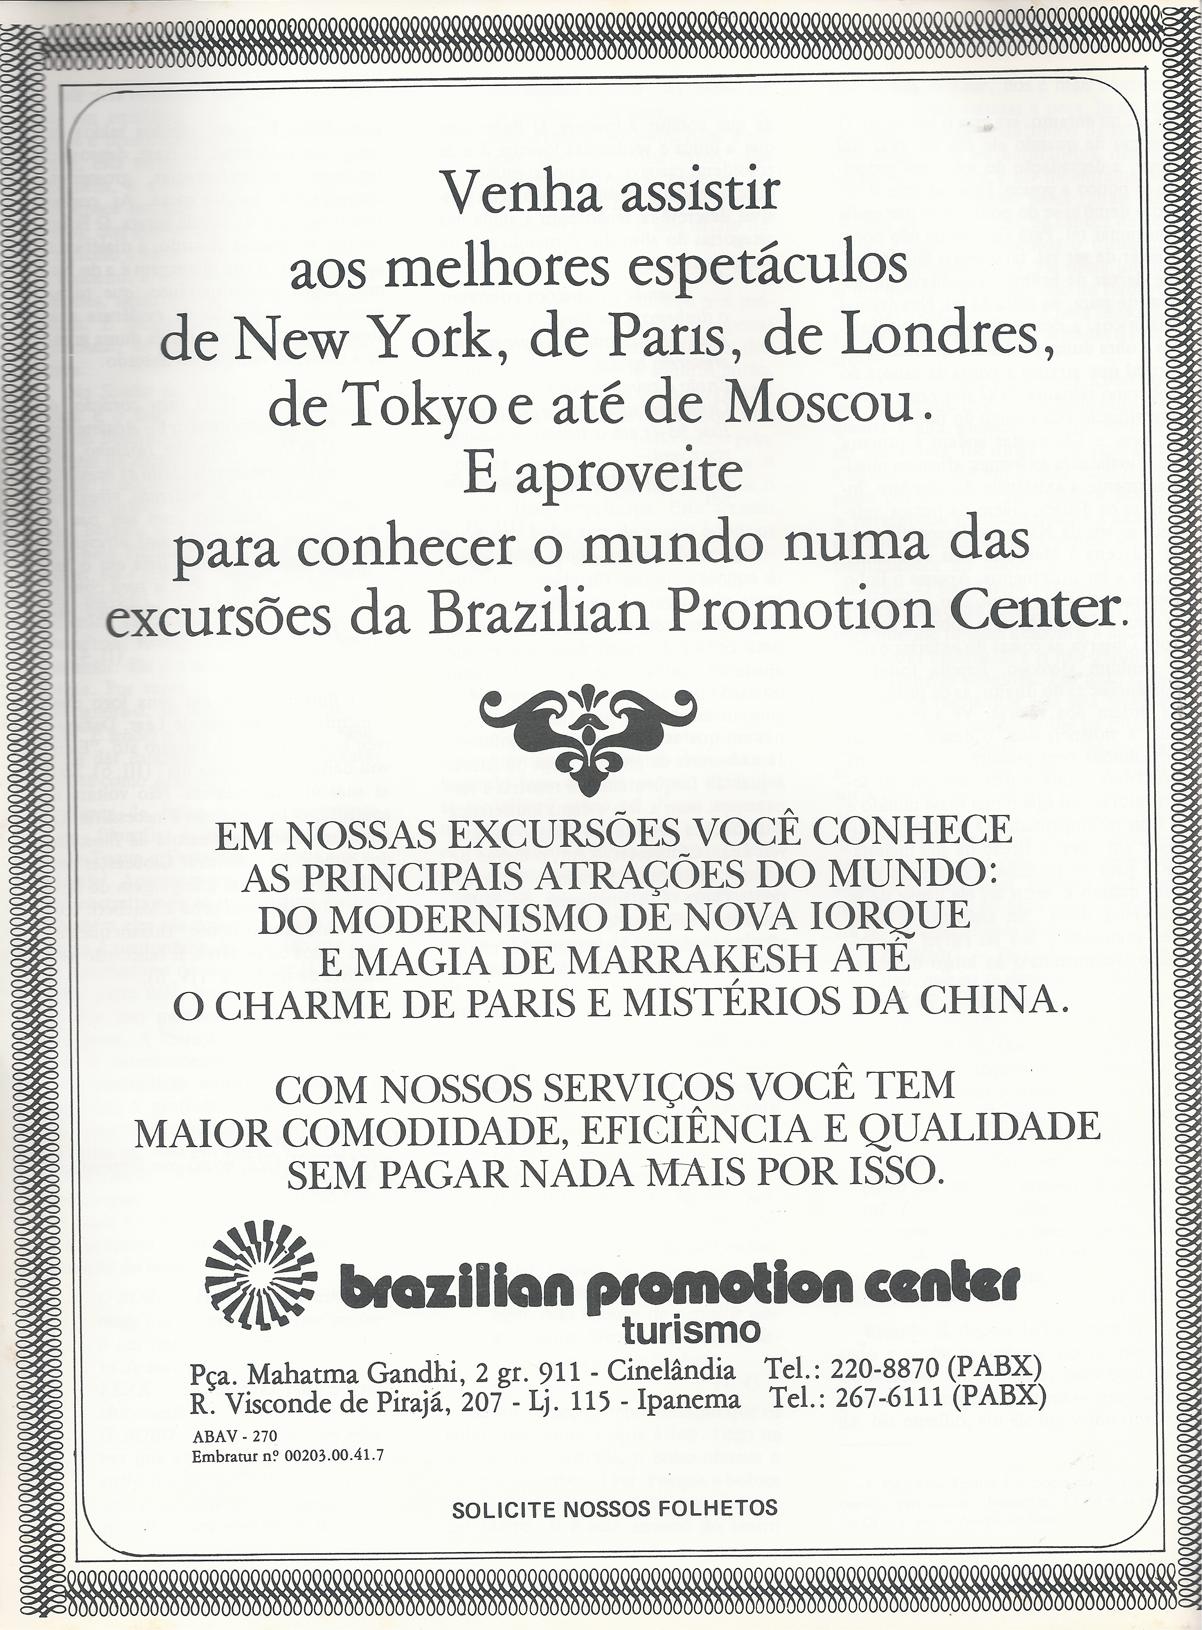 Venha assistir
aos melhores espetáculos
de New York, de Paris, de Londres,
de Tokyo e até de Moscou.
E aproveite
para conhecer o mundo numa das
excursões da Brazilian Promotion Center.
EM NOSSAS EXCURSÕES VOCÊ CONHECE
AS PRINCIPAIS ATRAÇÕES DO MUNDO:
DO MODERNISMO DE NOVA IORQUE
E MAGIA DE MARRAKESH ATÉ
O CHARME DE PARIS E MISTÉRIOS DA CHINA.
COM NOSSOS SERVIÇOS VOCÊ TEM
MAIOR COMODIDADE, EFICIÊNCIA E QUALIDADE
SEM PAGAR NADA MAIS POR ISSO.
brazilian promotion center
turismo
Pça. Mahatma Gandhi, 2 gr. 911 - Cinelândia Tel.: 220-8870 (PABX)
R. Visconde de Pirajá, 207 - Lj. 115 - Ipanema Tel.: 267-6111 (PABX)
ABAV - 270
Embratur nº 00203.00.41.7
SOLICITE NOSSOS FOLHETOS